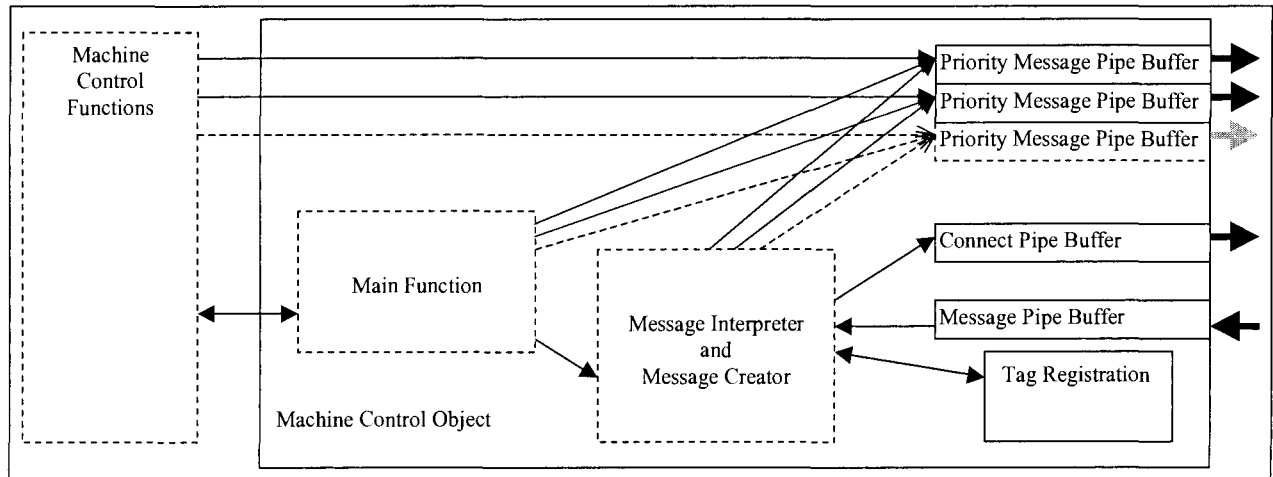 Machine
Control
Functions
Priority Message Pipe Buffer
Priority Message Pipe Buffer
Priority Message Pipe Buffer
Main Function
Connect Pipe Buffer
Message Interpreter
and
Message Creator
Message Pipe Buffer
Tag Registration
Machine Control Object